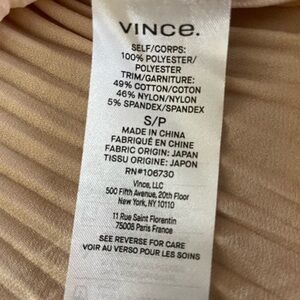 VINCE.
SELF/CORPS:
100% POLYESTER/
POLYESTER
TRIM/GARNITURE:
49% COTTON/COTON
46% NYLON/NYLON
5% SPANDEX/SPANDEX
S/P
MADE IN CHINA
FABRIQUÉ EN CHINE
FABRIC ORIGIN: JAPAN
TISSU ORIGINE: JAPON
RN#106730
Vince, LLC
500 Fifth Avenue, 20th Floor
New York, NY 10110
11 Rue Saint Florentin
75008 Paris France
SEE REVERSE FOR CARE
VOIR AU VERSO POUR LES SOINS